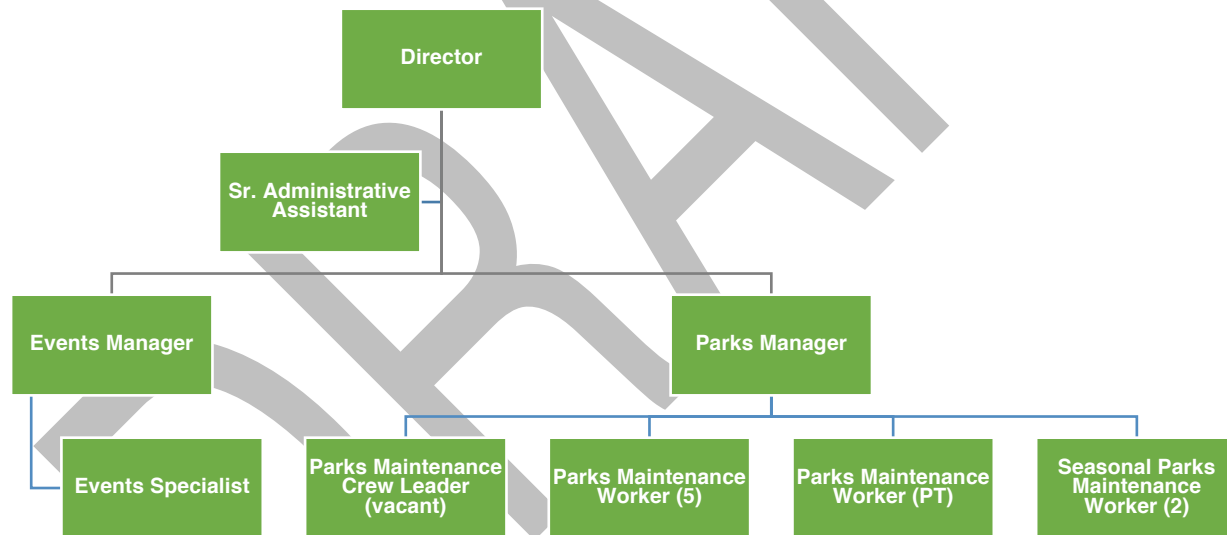 Director
Sr. Administrative
Assistant
Events Manager
Parks Manager
Events Specialist
Parks Maintenance
Crew Leader
(vacant)
Parks Maintenance
Worker (5)
Parks Maintenance
Worker (PT)
Seasonal Parks
Maintenance
Worker (2)